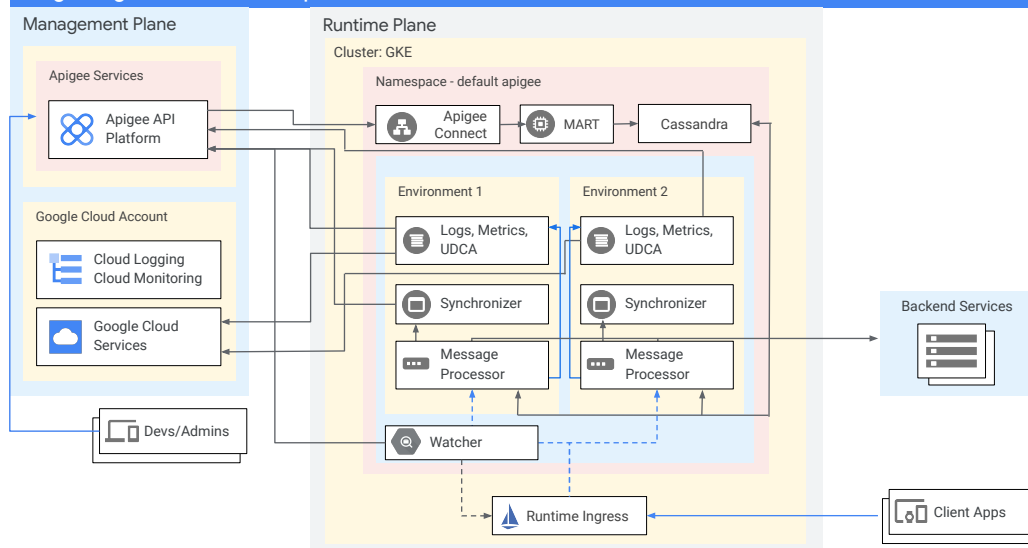 Management Plane
Runtime Plane
Cluster: GKE
Apigee Services
Namespace - default apigee
Apigee API
Platform
Apigee
Connect
MART
Cassandra
Environment 1
Environment 2
Google Cloud Account
Logs, Metrics,
UDCA
Logs, Metrics,
UDCA
Cloud Logging
Cloud Monitoring
Synchronizer
Synchronizer
Backend Services
Google Cloud
Services
Message
Processor
Message
Processor
Devs/Admins
Watcher
Runtime Ingress
Client Apps